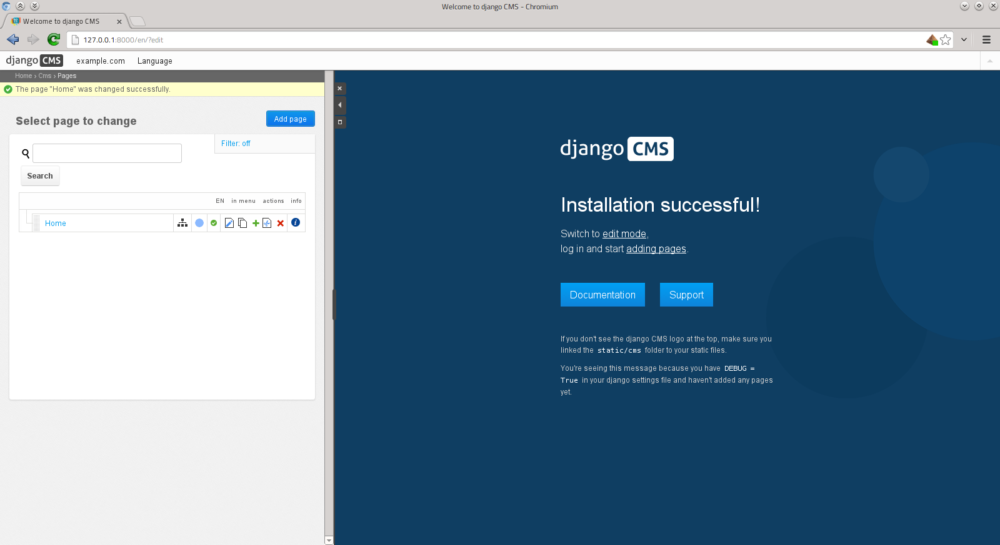 Welcome to django CMS - Chromium
Welcome to django CMS
127.0.0.1:8000/en/?edit
django CMS example.com Language
Home › Cms › Pages
The page "Home" was changed successfully.
Select page to change
Add page
Filter: off
Search
EN in menu actions info
Home
django CMS
Installation successful!
Switch to edit mode,
log in and start adding pages.
Documentation Support
If you don't see the django CMS logo at the top, make sure you
linked the static/cms folder to your static files.
You're seeing this message because you have DEBUG =
True in your django settings file and haven't added any pages
yet.